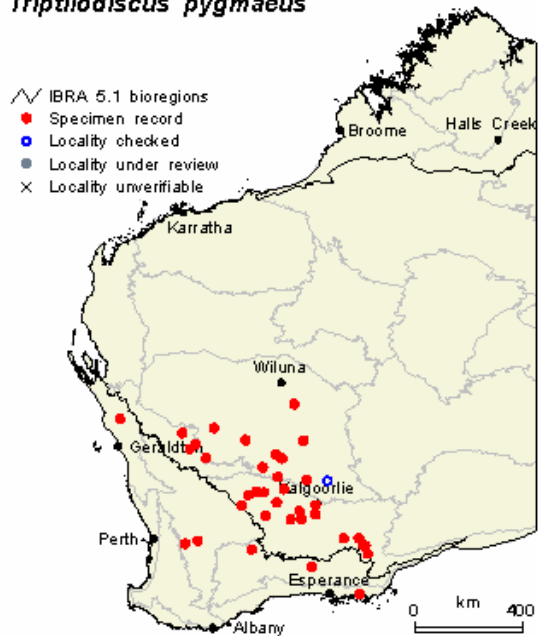 Triptilodiscus pygmaeus
IBRA 5.1 bioregions
Specimen record
Locality checked
Locality under review
Locality unverifiable
Broome
Halls Creek
Karratha
Wiluna
Geraldton
Kalgoorlie
Perth
Esperance
Albany
0 km 400